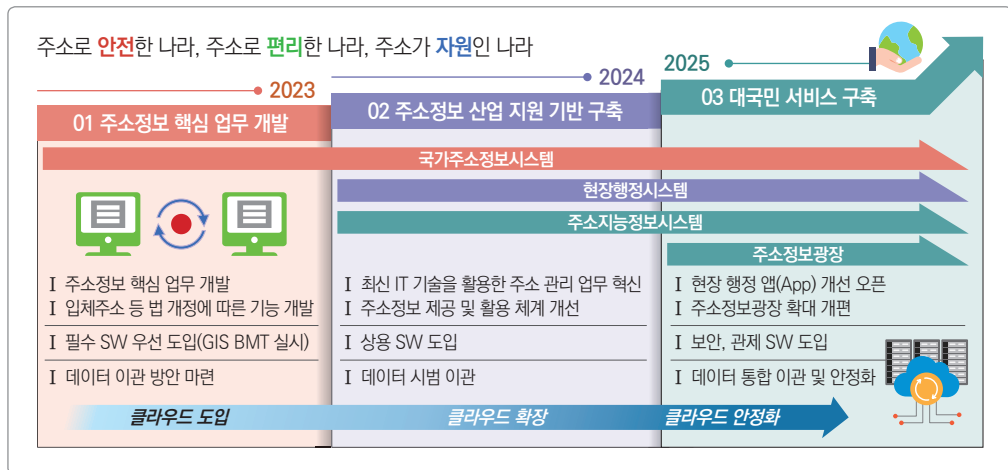 주소로 안전한 나라, 주소로 편리한 나라, 주소가 자원인 나라
2023
01 주소정보 핵심 업무 개발
2024
02 주소정보 산업 지원 기반 구축
2025
03 대국민 서비스 구축
국가주소정보시스템
현장행정시스템
주소지능정보시스템
주소정보광장
I 주소정보 핵심 업무 개발
I 입체주소 등 법 개정에 따른 기능 개발
I 필수 SW 우선 도입(GIS BMT 실시)
I 데이터 이관 방안 마련
I 최신 IT 기술을 활용한 주소 관리 업무 혁신
I 주소정보 제공 및 활용 체계 개선
I 상용 SW 도입
I 데이터 시범 이관
I 현장 행정 앱(App) 개선 오픈
I 주소정보광장 확대 개편
I 보안, 관제 SW 도입
I 데이터 통합 이관 및 안정화
클라우드 도입
클라우드 확장
클라우드 안정화